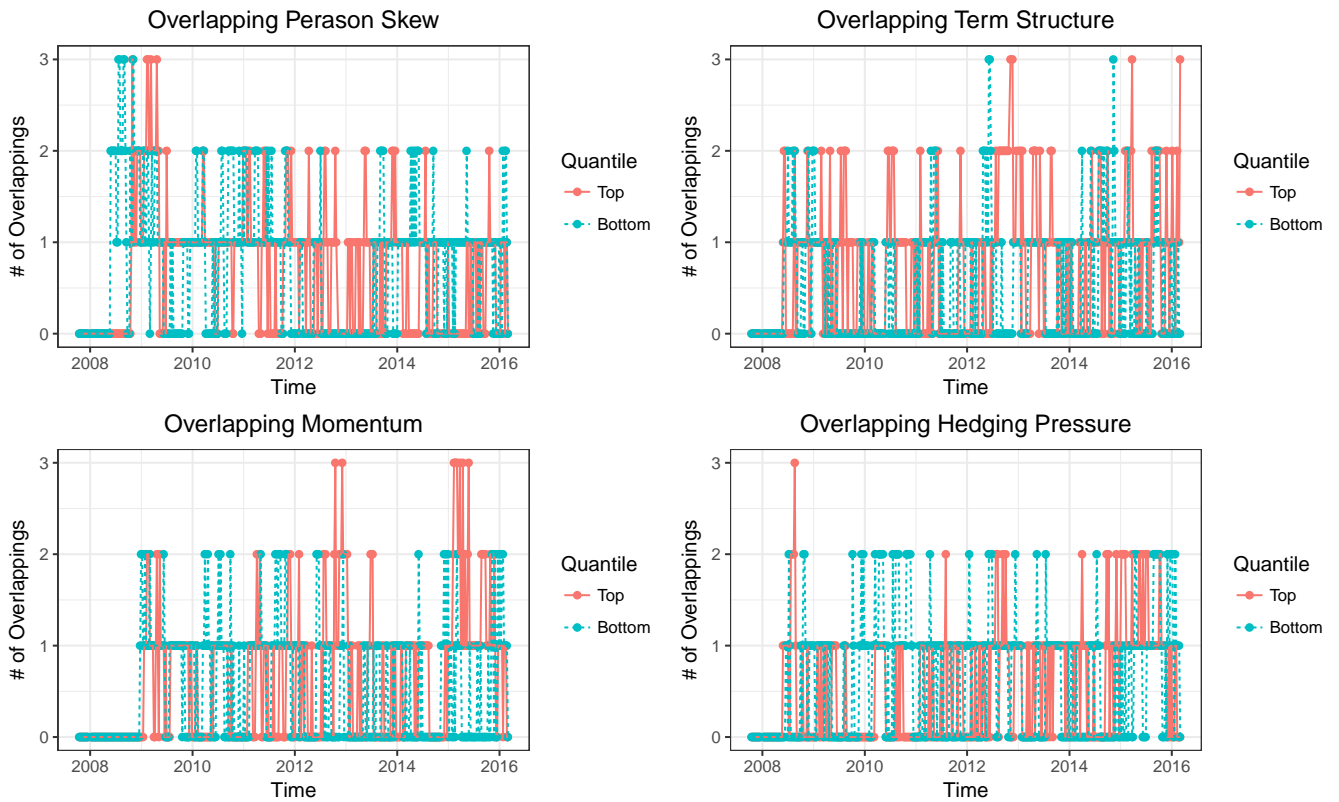 Overlapping Perason Skew
3
2
1
0
# of Overlappings
2008 2010 2012 2014 2016
Time
Quantile
Top
Bottom
Overlapping Term Structure
3
2
1
0
# of Overlappings
2008 2010 2012 2014 2016
Time
Quantile
Top
Bottom
Overlapping Momentum
3
2
1
0
# of Overlappings
2008 2010 2012 2014 2016
Time
Quantile
Top
Bottom
Overlapping Hedging Pressure
3
2
1
0
# of Overlappings
2008 2010 2012 2014 2016
Time
Quantile
Top
Bottom